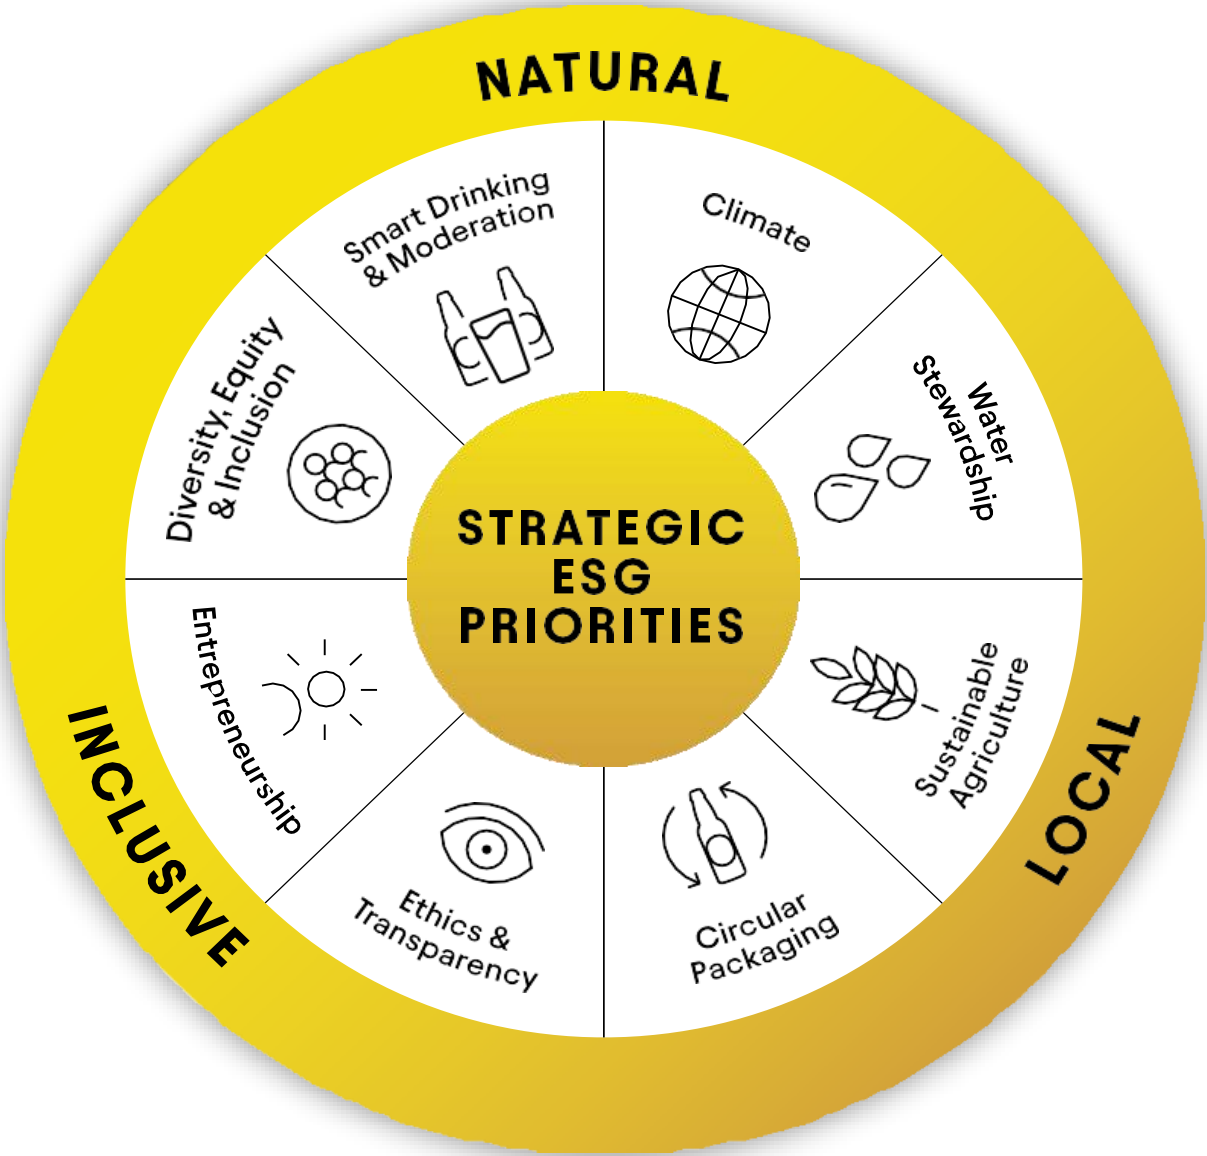 NATURAL
Smart Drinking
& Moderation
Climate
Water
Stewardship
Sustainable
Agriculture
Circular
Packaging
Ethics &
Transparency
Entrepreneurship
Diversity, Equity
& Inclusion
STRATEGIC
ESG
PRIORITIES
INCLUSIVE
LOCAL